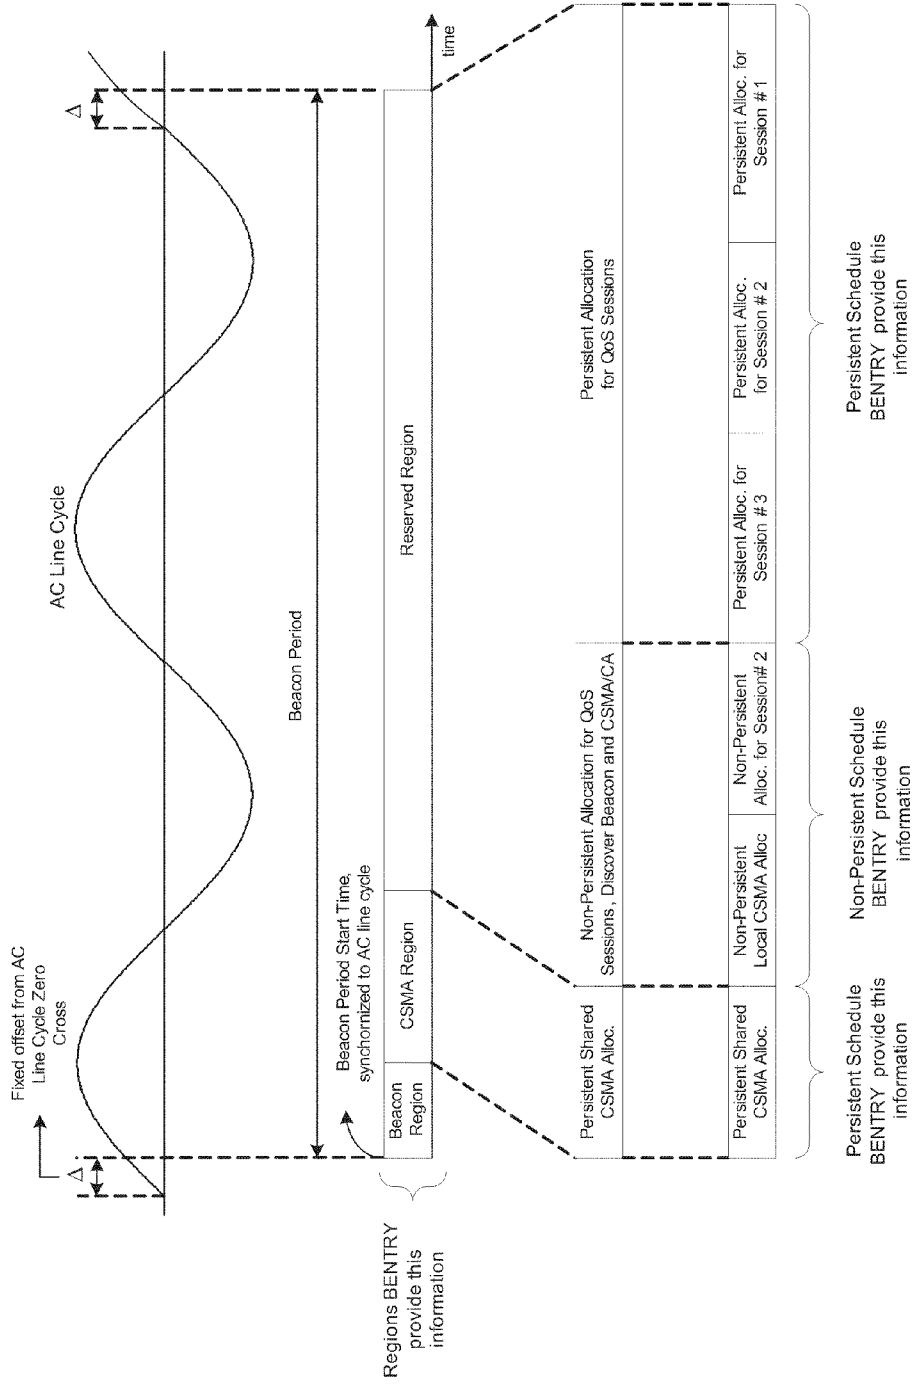 Fixed offset from AC
Line Cycle Zero
Cross
Δ
AC Line Cycle
Δ
Beacon Period
Beacon Period Start Time,
synchornized to AC line cycle
Regions BENTRY
provide this
information
Beacon
Region
CSMA Region
Reserved Region
time
Persistent Shared
CSMA Alloc.
Non-Persistent Allocation for QoS
Sessions, Discover Beacon and CSMA/CA
Persistent Allocation
for QoS Sessions
Persistent Shared
CSMA Alloc.
Non-Persistent
Local CSMA Alloc
Non-Persistent
Alloc. for Session# 2
Persistent Alloc. for
Session #3
Persistent Alloc.
for Session # 2
Persistent Alloc. for
Session # 1
Persistent Schedule
BENTRY provide this
information
Non-Persistent Schedule
BENTRY provide this
information
Persistent Schedule
BENTRY provide this
information